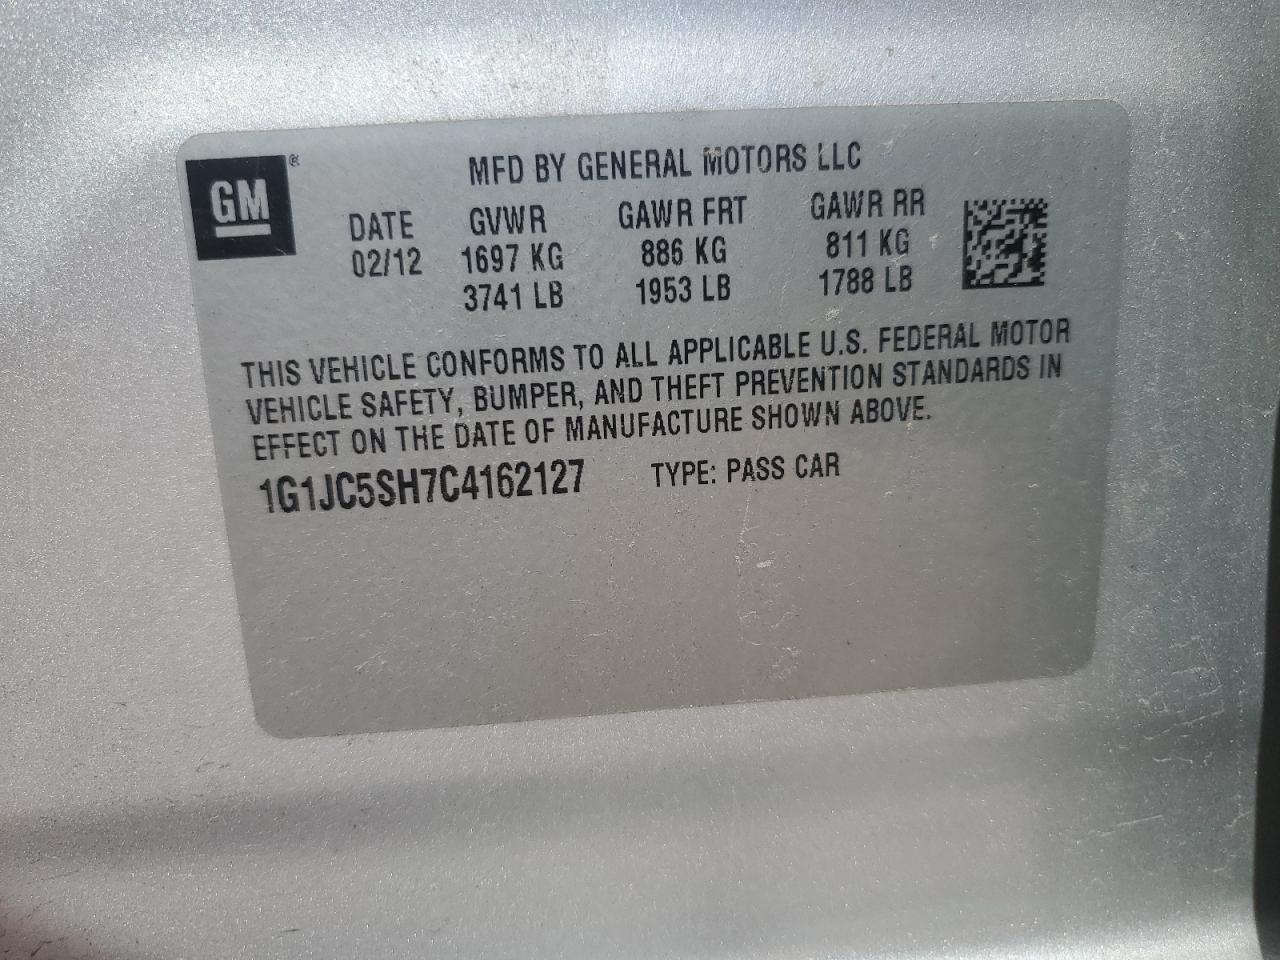 GM®
MFD BY GENERAL MOTORS LLC
DATE GVWR GAWR FRT GAWR RR
02/12 1697 KG 886 KG 811 KG
3741 LB 1953 LB 1788 LB
THIS VEHICLE CONFORMS TO ALL APPLICABLE U.S. FEDERAL MOTOR
VEHICLE SAFETY, BUMPER, AND THEFT PREVENTION STANDARDS IN
EFFECT ON THE DATE OF MANUFACTURE SHOWN ABOVE.
1G1JC5SH7C4162127 TYPE: PASS CAR